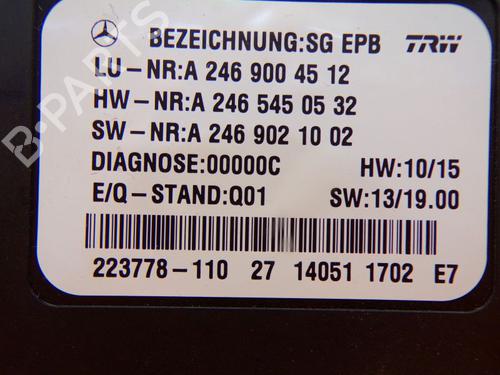 BEZEICHNUNG:SG EPB TRW
LU-NR:A 246 900 45 12
HW-NR:A 246 545 05 32
SW-NR:A 246 902 10 02
DIAGNOSE:00000C HW:10/15
E/Q-STAND:Q01 SW:13/19.00
223778-110 27 14051 1702 E7
B-PARTS